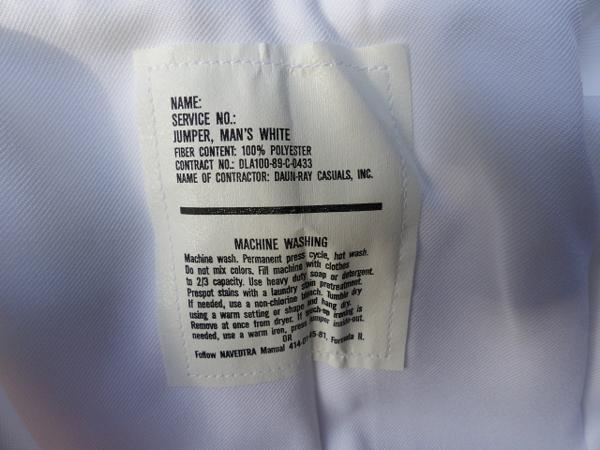 NAME:
SERVICE NO.:
JUMPER, MAN'S WHITE
FIBER CONTENT: 100% POLYESTER
CONTRACT NO.: DLA100-89-C-0433
NAME OF CONTRACTOR: DAUN-RAY CASUALS, INC.
MACHINE WASHING
Machine wash. Permanent press cycle, hot wash.
Do not mix colors. Fill machine with clothes
to 2/3 capacity. Use heavy duty soap or detergent.
Prespot stains with a laundry stain pretreatment.
If needed, use a non-chlorine bleach. Tumble dry
using a warm setting or shape and hang dry.
Remove at once from dryer. If touch-up ironing is
needed, use a warm iron, press jumper inside-out.
OR
Follow NAVEDTRA Manual Formula II.